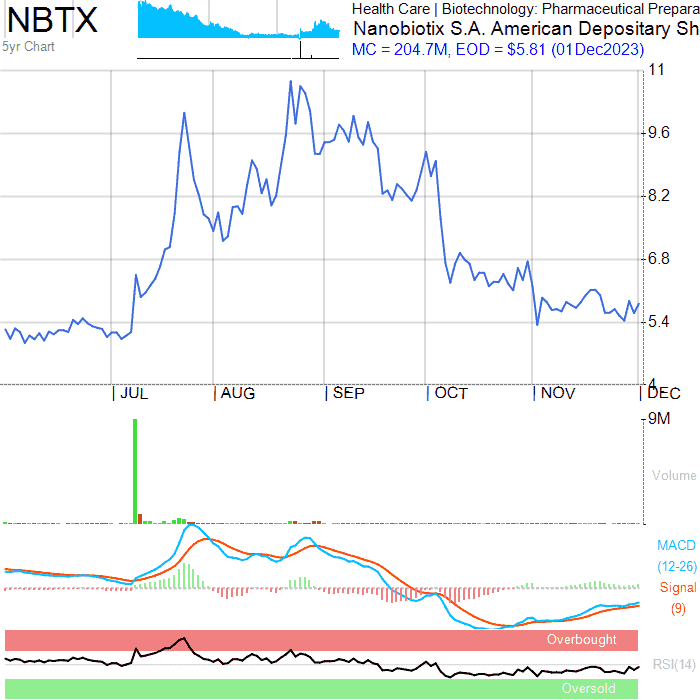 NBTX
5yr Chart
Health Care | Biotechnology: Pharmaceutical Prepara
Nanobiotix S.A. American Depositary Sh
MC = 204.7M, EOD = $5.81 (01Dec2023)
11
9.6
8.2
6.8
5.4
4
JUL
AUG
SEP
OCT
NOV
DEC
9M
Volume
MACD
(12-26)
Signal
(9)
Overbought
RSI(14)
Oversold